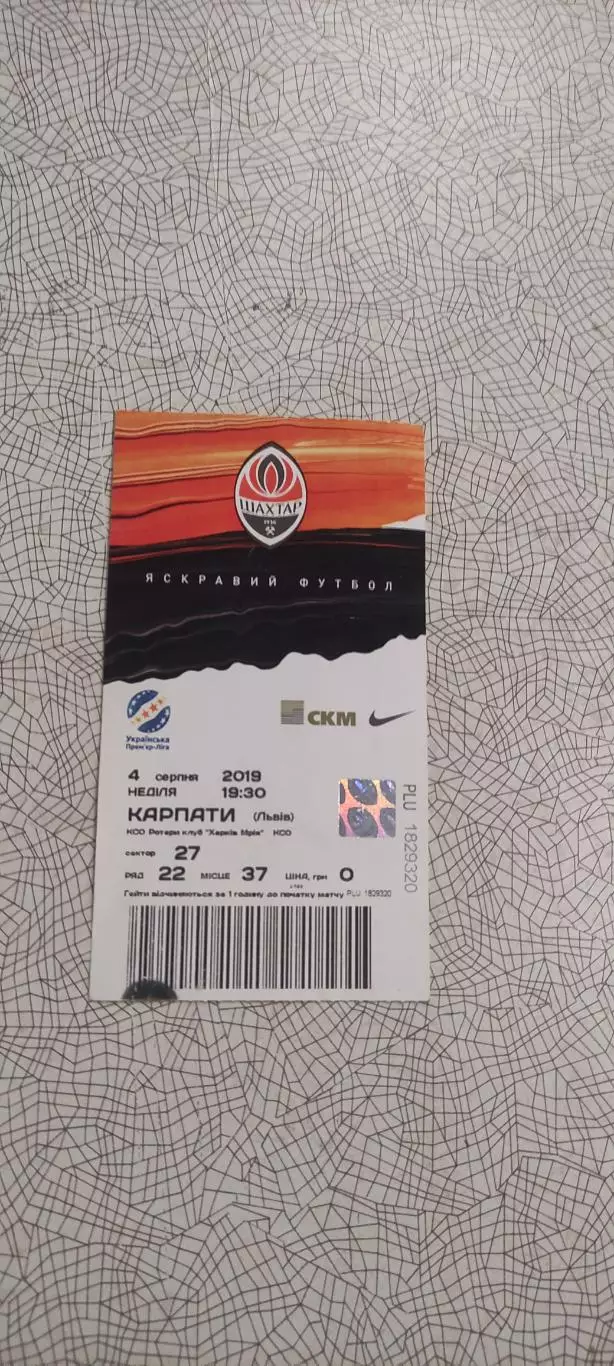 ШАХТАР
1936
ЯСКРАВИЙ ФУТБОЛ
Українська
Прем'єр-Ліга
СКМ
4 серпня 2019
НЕДІЛЯ 19:30
КАРПАТИ (Львів)
КСО Ротари клуб "Харків Мрія" КСО
сектор 27
РЯД 22 МІСЦЕ 37 ЦІНА, грн 0
Гейти відчиняються за 1 годину до початку матчу PLU 1829320
PLU 1829320